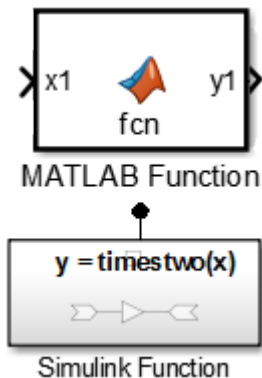 x1 y1
fcn
MATLAB Function
y = timestwo(x)
Simulink Function